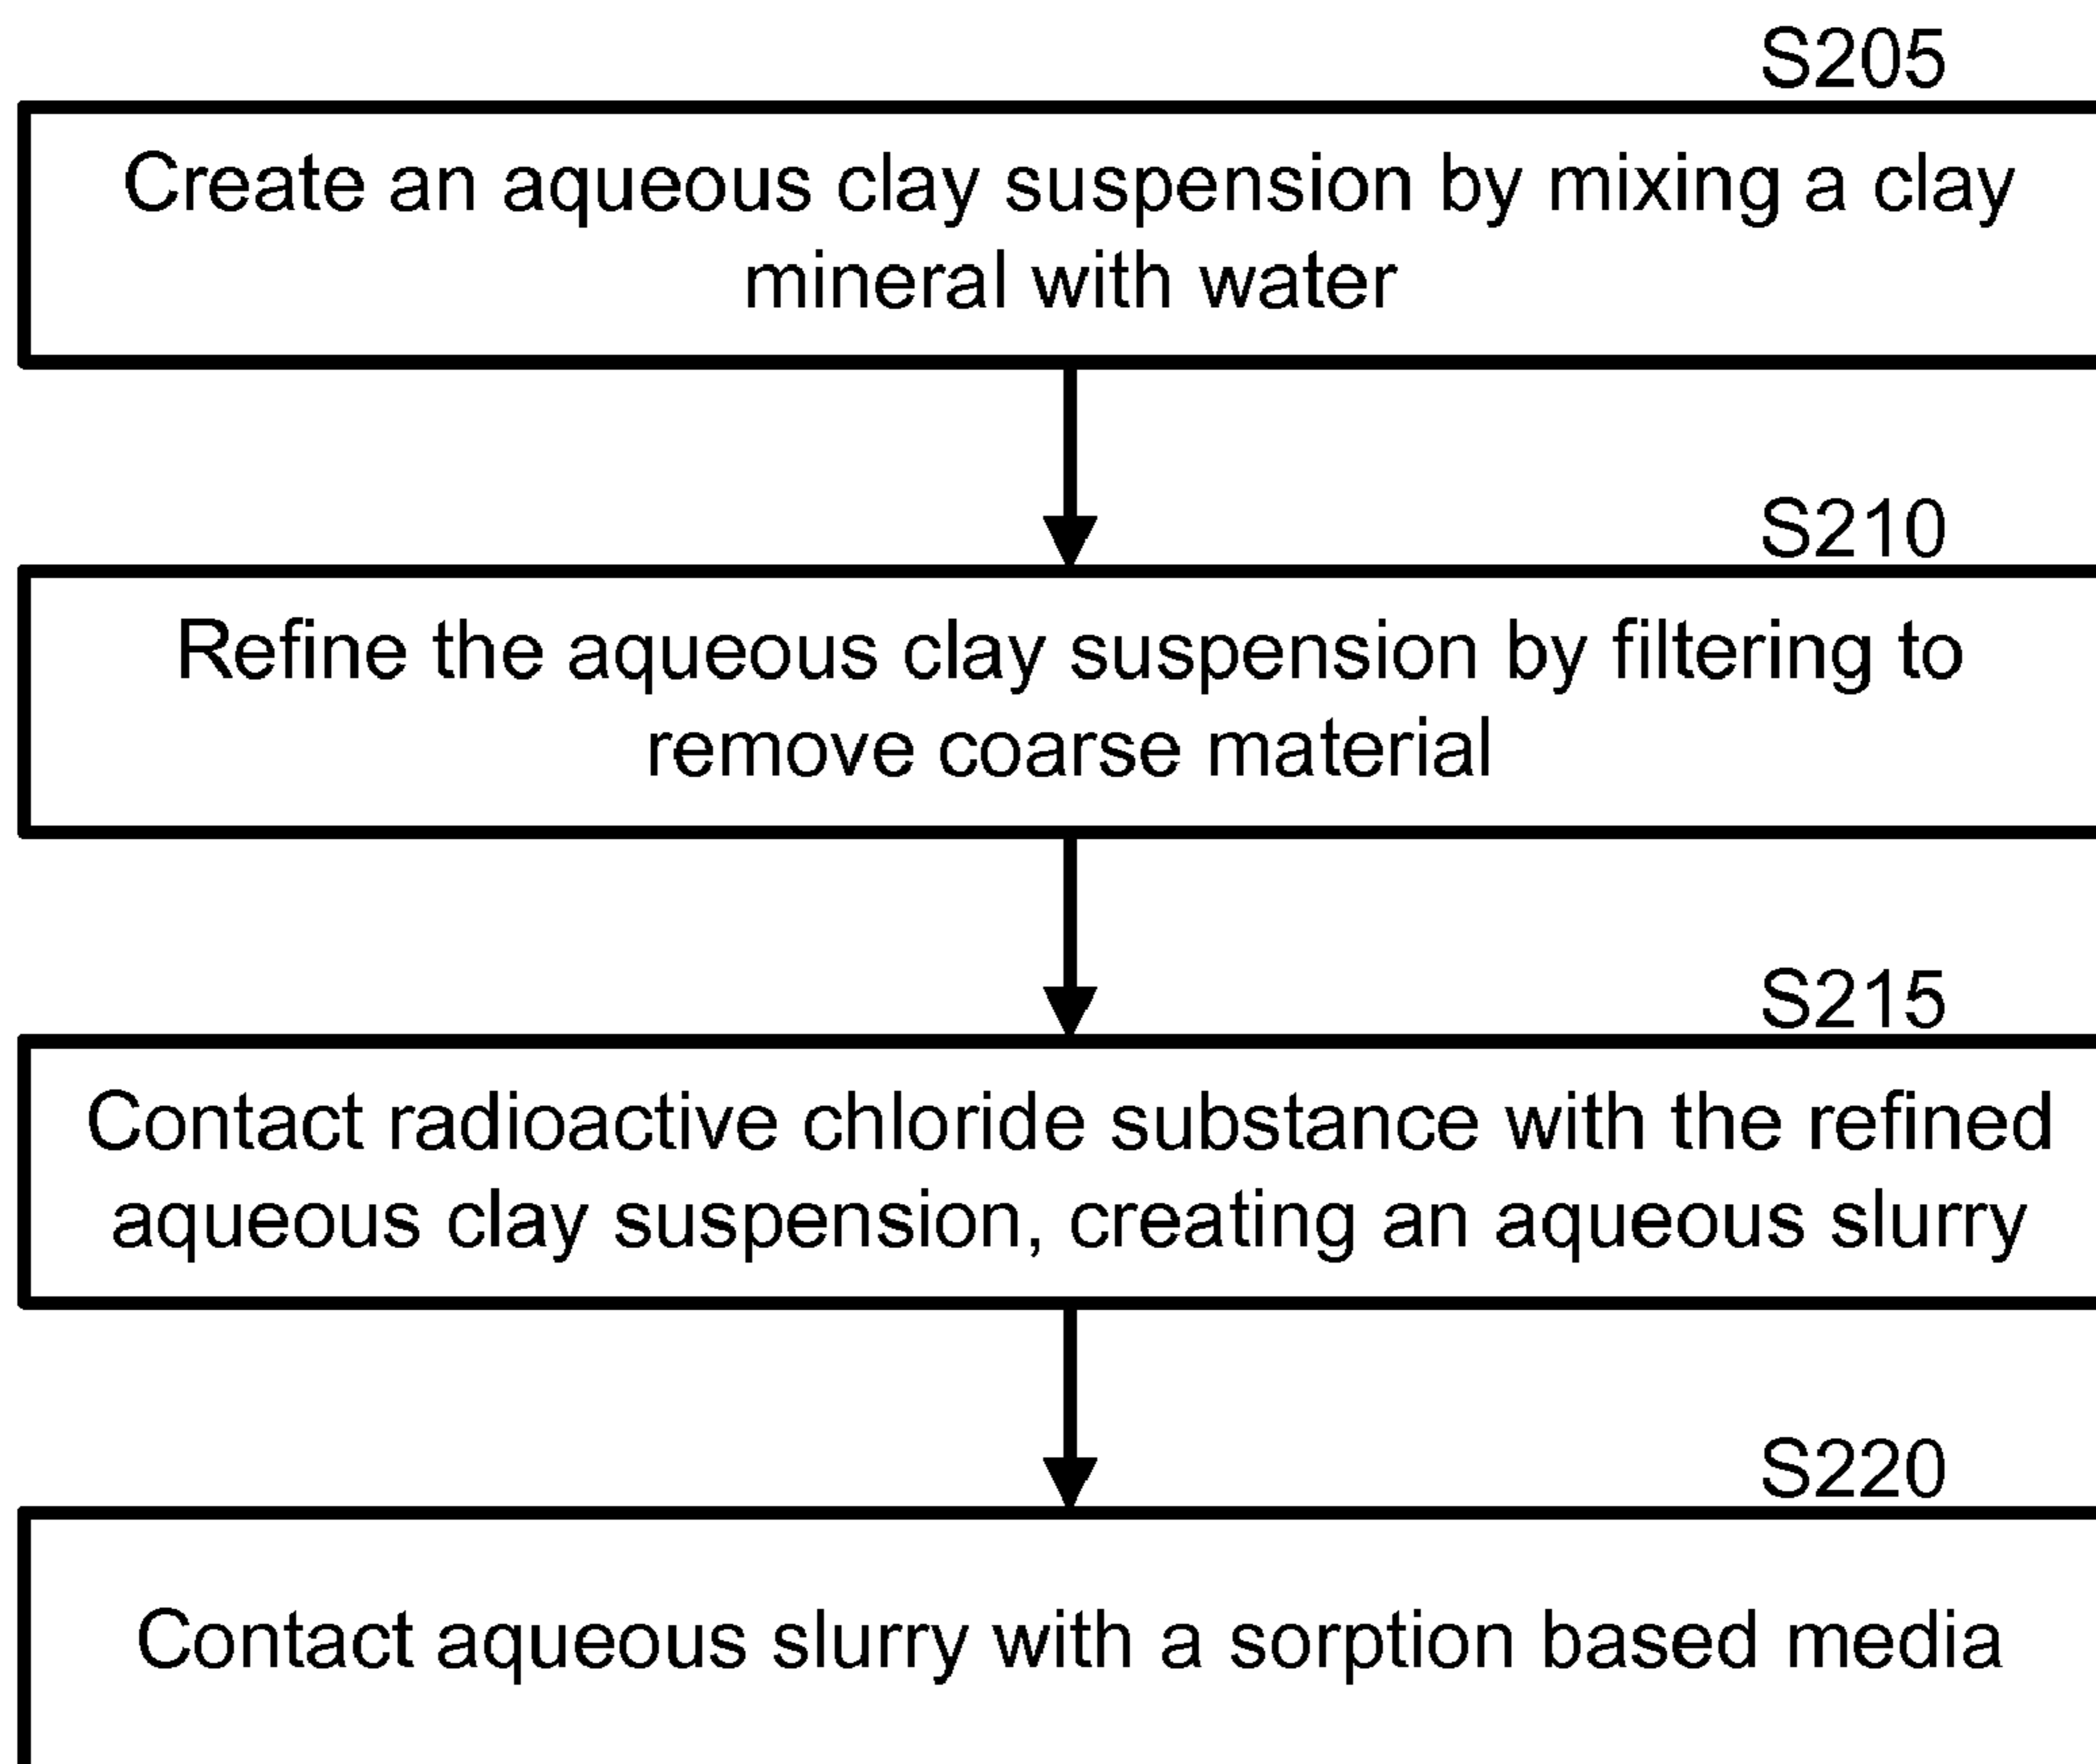 S205
Create an aqueous clay suspension by mixing a clay
mineral with water
S210
Refine the aqueous clay suspension by filtering to
remove coarse material
S215
Contact radioactive chloride substance with the refined
aqueous clay suspension, creating an aqueous slurry
S220
Contact aqueous slurry with a sorption based media